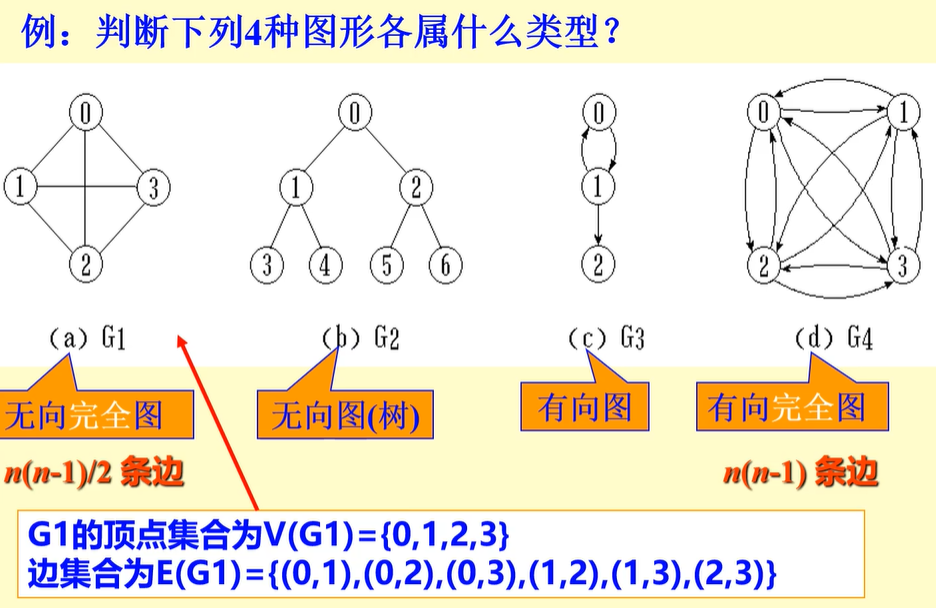 例：判断下列4种图形各属什么类型？
0
1
3
2
0
1
2
3
4
5
6
0
1
2
0
1
2
3
(a) G1
(b) G2
(c) G3
(d) G4
无向完全图
无向图(树)
有向图
有向完全图
n(n-1)/2 条边
n(n-1) 条边
G1的顶点集合为V(G1)={0,1,2,3}
边集合为E(G1)={(0,1),(0,2),(0,3),(1,2),(1,3),(2,3)}